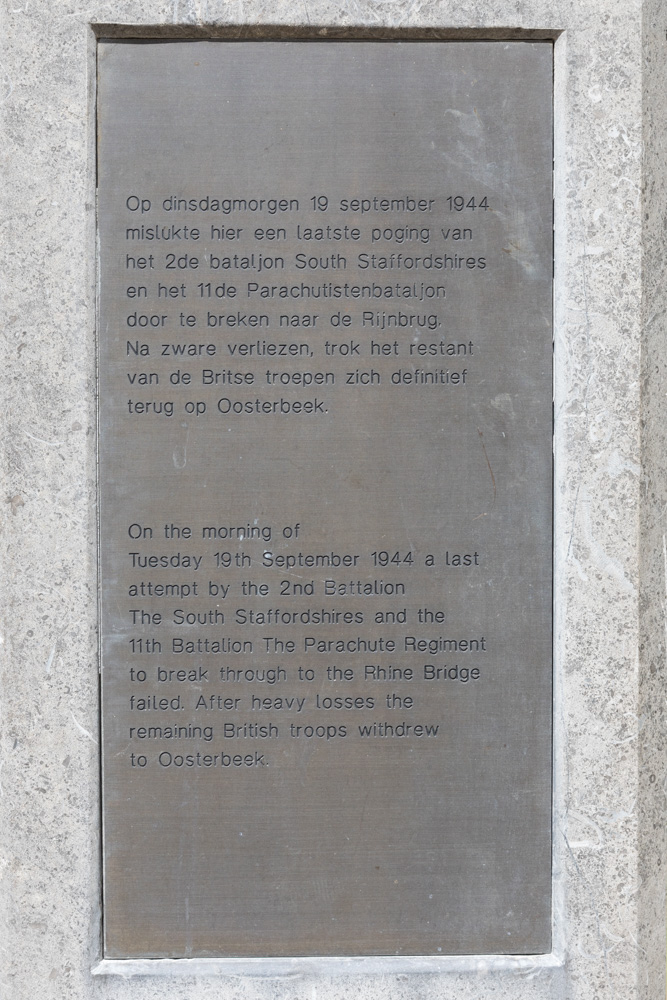 Op dinsdagmorgen 19 september 1944
mislukte hier een laatste poging van
het 2de bataljon South Staffordshires
en het 11de Parachutistenbataljon
door te breken naar de Rijnbrug.
Na zware verliezen, trok het restant
van de Britse troepen zich definitief
terug op Oosterbeek.
On the morning of
Tuesday 19th September 1944 a last
attempt by the 2nd Battalion
The South Staffordshires and the
11th Battalion The Parachute Regiment
to break through to the Rhine Bridge
failed. After heavy losses the
remaining British troops withdrew
to Oosterbeek.